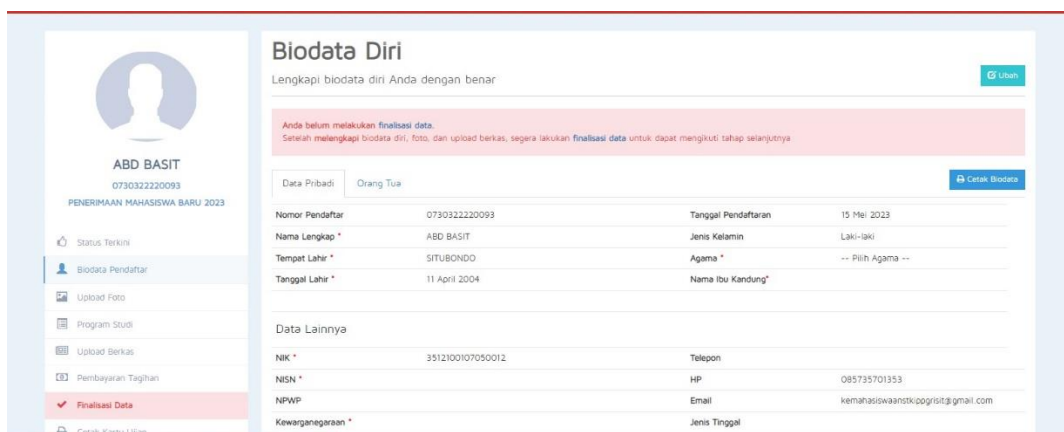 ABD BASIT
0730322220093
PENERIMAAN MAHASISWA BARU 2023
Status Terkini
Biodata Pendaftar
Upload Foto
Program Studi
Upload Berkas
Pembayaran Tagihan
Finalisasi Data
Cetak Kartu Ujian
Biodata Diri
Lengkapi biodata diri Anda dengan benar
Ubah
Anda belum melakukan finalisasi data.
Setelah melengkapi biodata diri, foto, dan upload berkas, segera lakukan finalisasi data untuk dapat mengikuti tahap selanjutnya
Data Pribadi Orang Tua Cetak Biodata
Nomor Pendaftar 0730322220093 Tanggal Pendaftaran 15 Mei 2023
Nama Lengkap * ABD BASIT Jenis Kelamin Laki-laki
Tempat Lahir * SITUBONDO Agama * -- Pilih Agama --
Tanggal Lahir * 11 April 2004 Nama Ibu Kandung*
Data Lainnya
NIK * 3512100107050012 Telepon
NISN * HP 085735701353
NPWP Email kemahasiswaanstkippgrisit@gmail.com
Kewarganegaraan * Jenis Tinggal